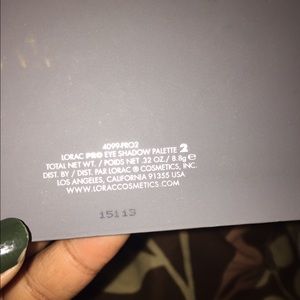 4099-PRO2
LORAC PRO EYE SHADOW PALETTE 2
TOTAL NET WT. / POIDS NET .32 OZ./ 8.8g ℮
DIST. BY / DIST. PAR LORAC ® COSMETICS, INC.
LOS ANGELES, CALIFORNIA 91355 USA
WWW.LORACCOSMETICS.COM
15113